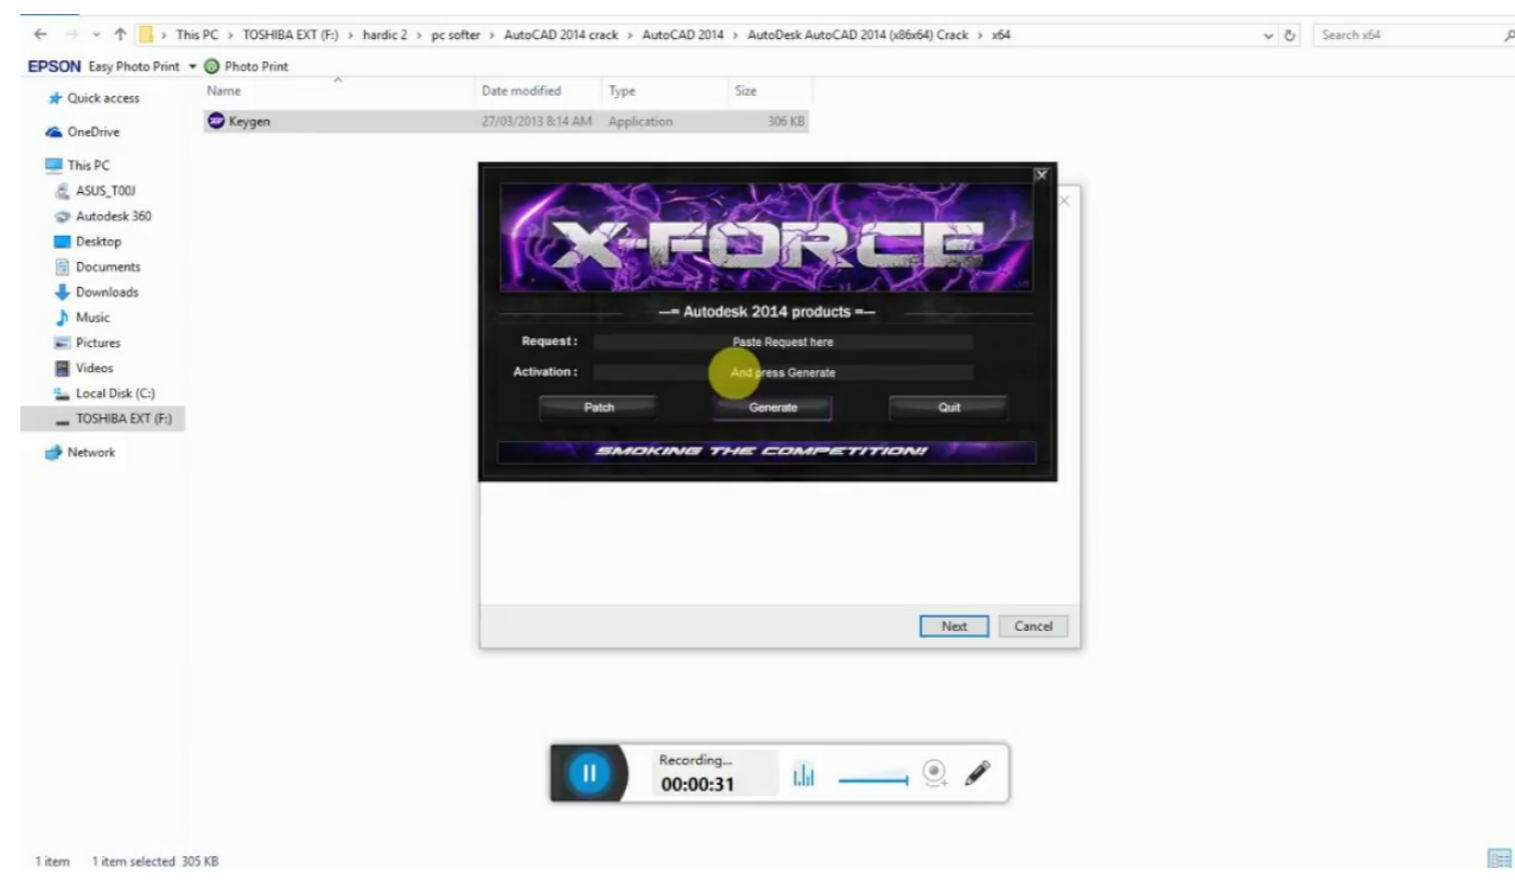 This PC > TOSHIBA EXT (F:) > hardic 2 > pc softer > AutoCAD 2014 crack > AutoCAD 2014 > AutoDesk AutoCAD 2014 (x86x64) Crack > x64
Search x64
EPSON Easy Photo Print Photo Print
Name Date modified Type Size
Quick access
Keygen 27/03/2013 8:14 AM Application 306 KB
OneDrive
This PC
ASUS_T00J
Autodesk 360
Desktop
Documents
Downloads
Music
Pictures
Videos
Local Disk (C:)
TOSHIBA EXT (F:)
Network
X-FORCE
---= Autodesk 2014 products =---
Request : Paste Request here
Activation : And press Generate
Patch Generate Quit
SMOKING THE COMPETITION!
Next Cancel
Recording...
00:00:31
1 item 1 item selected 305 KB